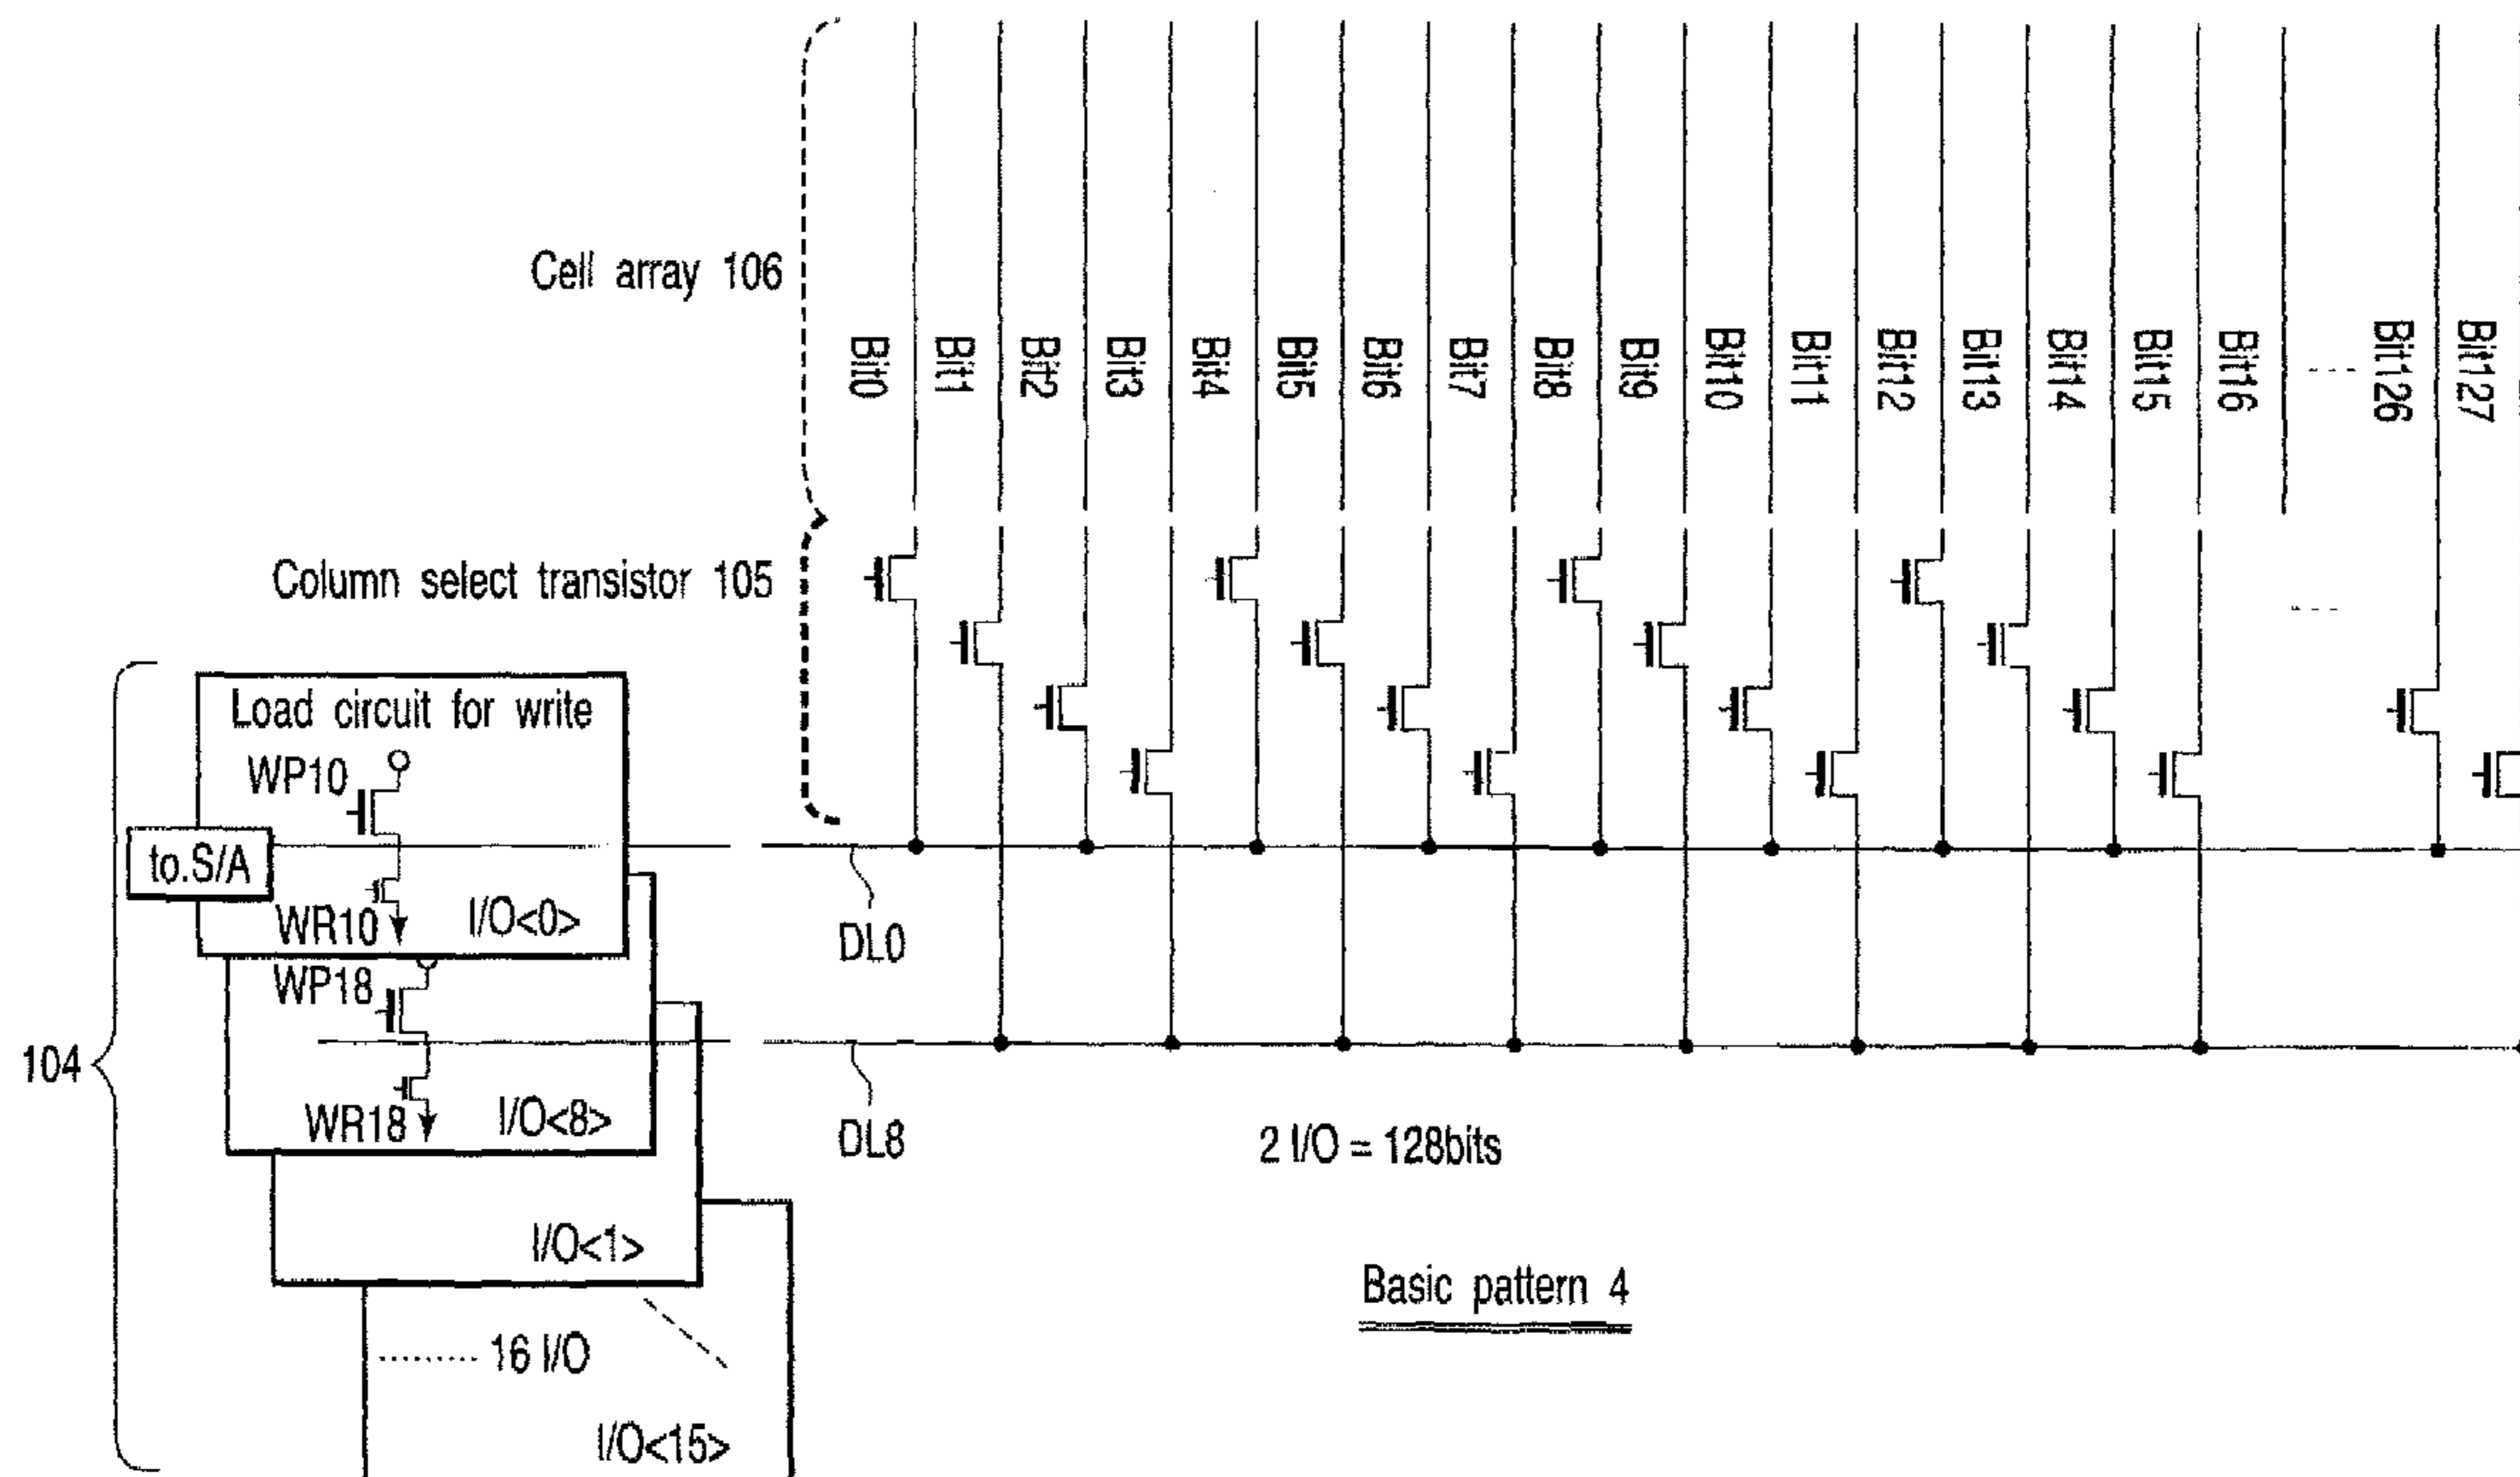 Cell array 106
Bit0
Bit1
Bit2
Bit3
Bit4
Bit5
Bit6
Bit7
Bit8
Bit9
Bit10
Bit11
Bit12
Bit13
Bit14
Bit15
Bit16
Bit126
Bit127
Column select transistor 105
Load circuit for write
WP10
to.S/A
WR10
I/O<0>
DL0
WP18
104
WR18
I/O<8>
DL8
2 I/O = 128bits
I/O<1>
Basic pattern 4
16 I/O
I/O<15>